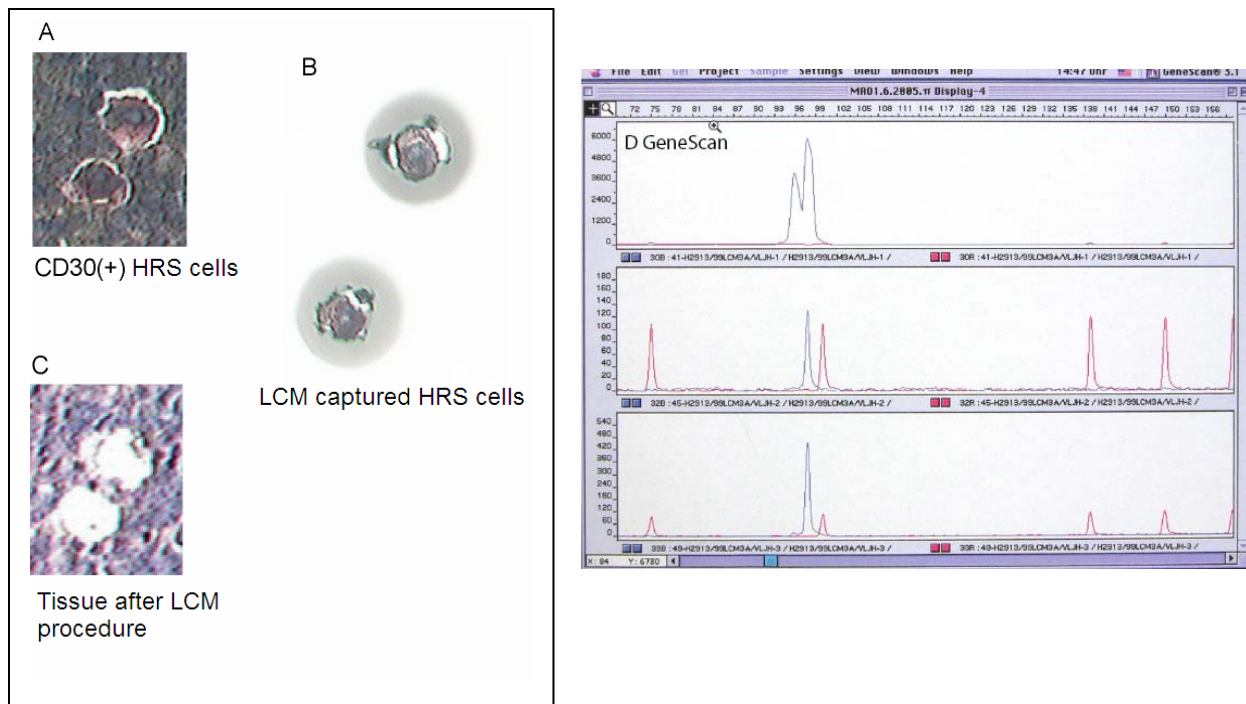 A
B
CD30(+) HRS cells
C
LCM captured HRS cells
Tissue after LCM
procedure
File Edit Gel Project Sample Settings View Windows Help 14:47 Uhr GeneScan® 3.1
MA01.6.2005.π Display-4
72 75 78 81 84 87 90 93 96 99 102 105 108 111 114 117 120 123 126 129 132 135 138 141 144 147 150 153 156
D GeneScan
6000
4800
3600
2400
1200
0
30B : 41-H2913/99LCM3A/VLJH-1 / H2913/99LCM3A/VLJH-1 / 30R : 41-H2913/99LCM3A/VLJH-1 / H2913/99LCM3A/VLJH-1 /
180
160
140
120
100
80
60
40
20
0
32B : 45-H2913/99LCM3A/VLJH-2 / H2913/99LCM3A/VLJH-2 / 32R : 45-H2913/99LCM3A/VLJH-2 / H2913/99LCM3A/VLJH-2 /
540
480
420
360
300
240
180
120
60
0
33B : 49-H2913/99LCM3A/VLJH-3 / H2913/99LCM3A/VLJH-3 / 33R : 49-H2913/99LCM3A/VLJH-3 / H2913/99LCM3A/VLJH-3 /
X: 84 Y: 6780